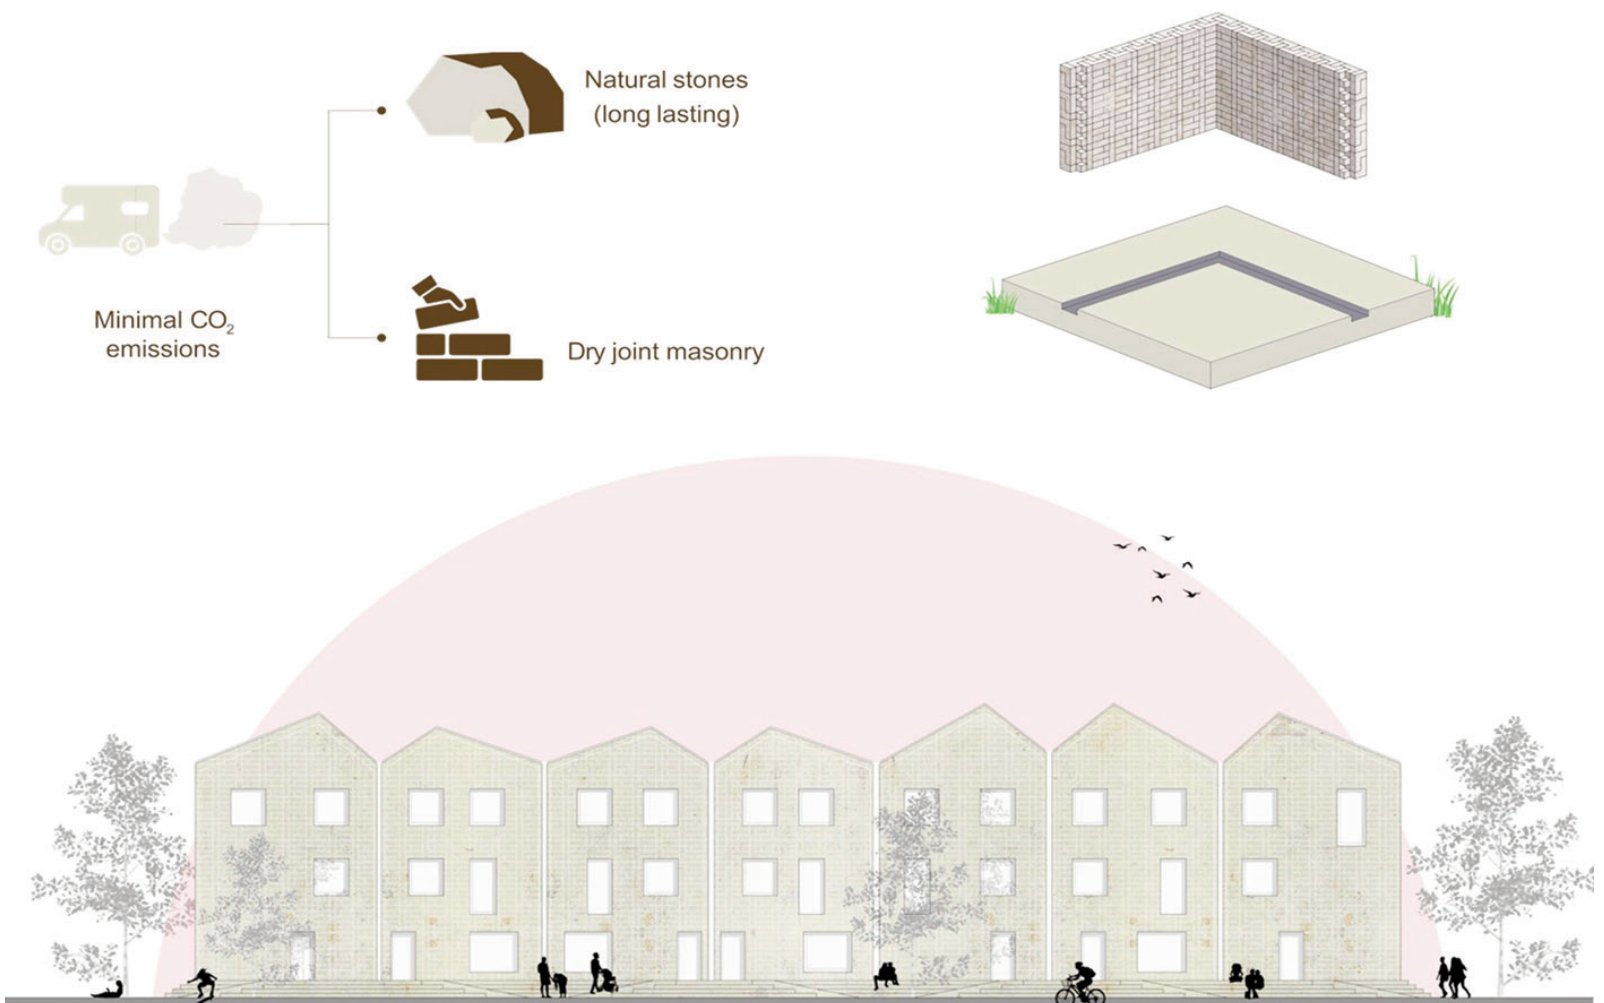 Natural stones
(long lasting)
Minimal CO₂
emissions
Dry joint masonry